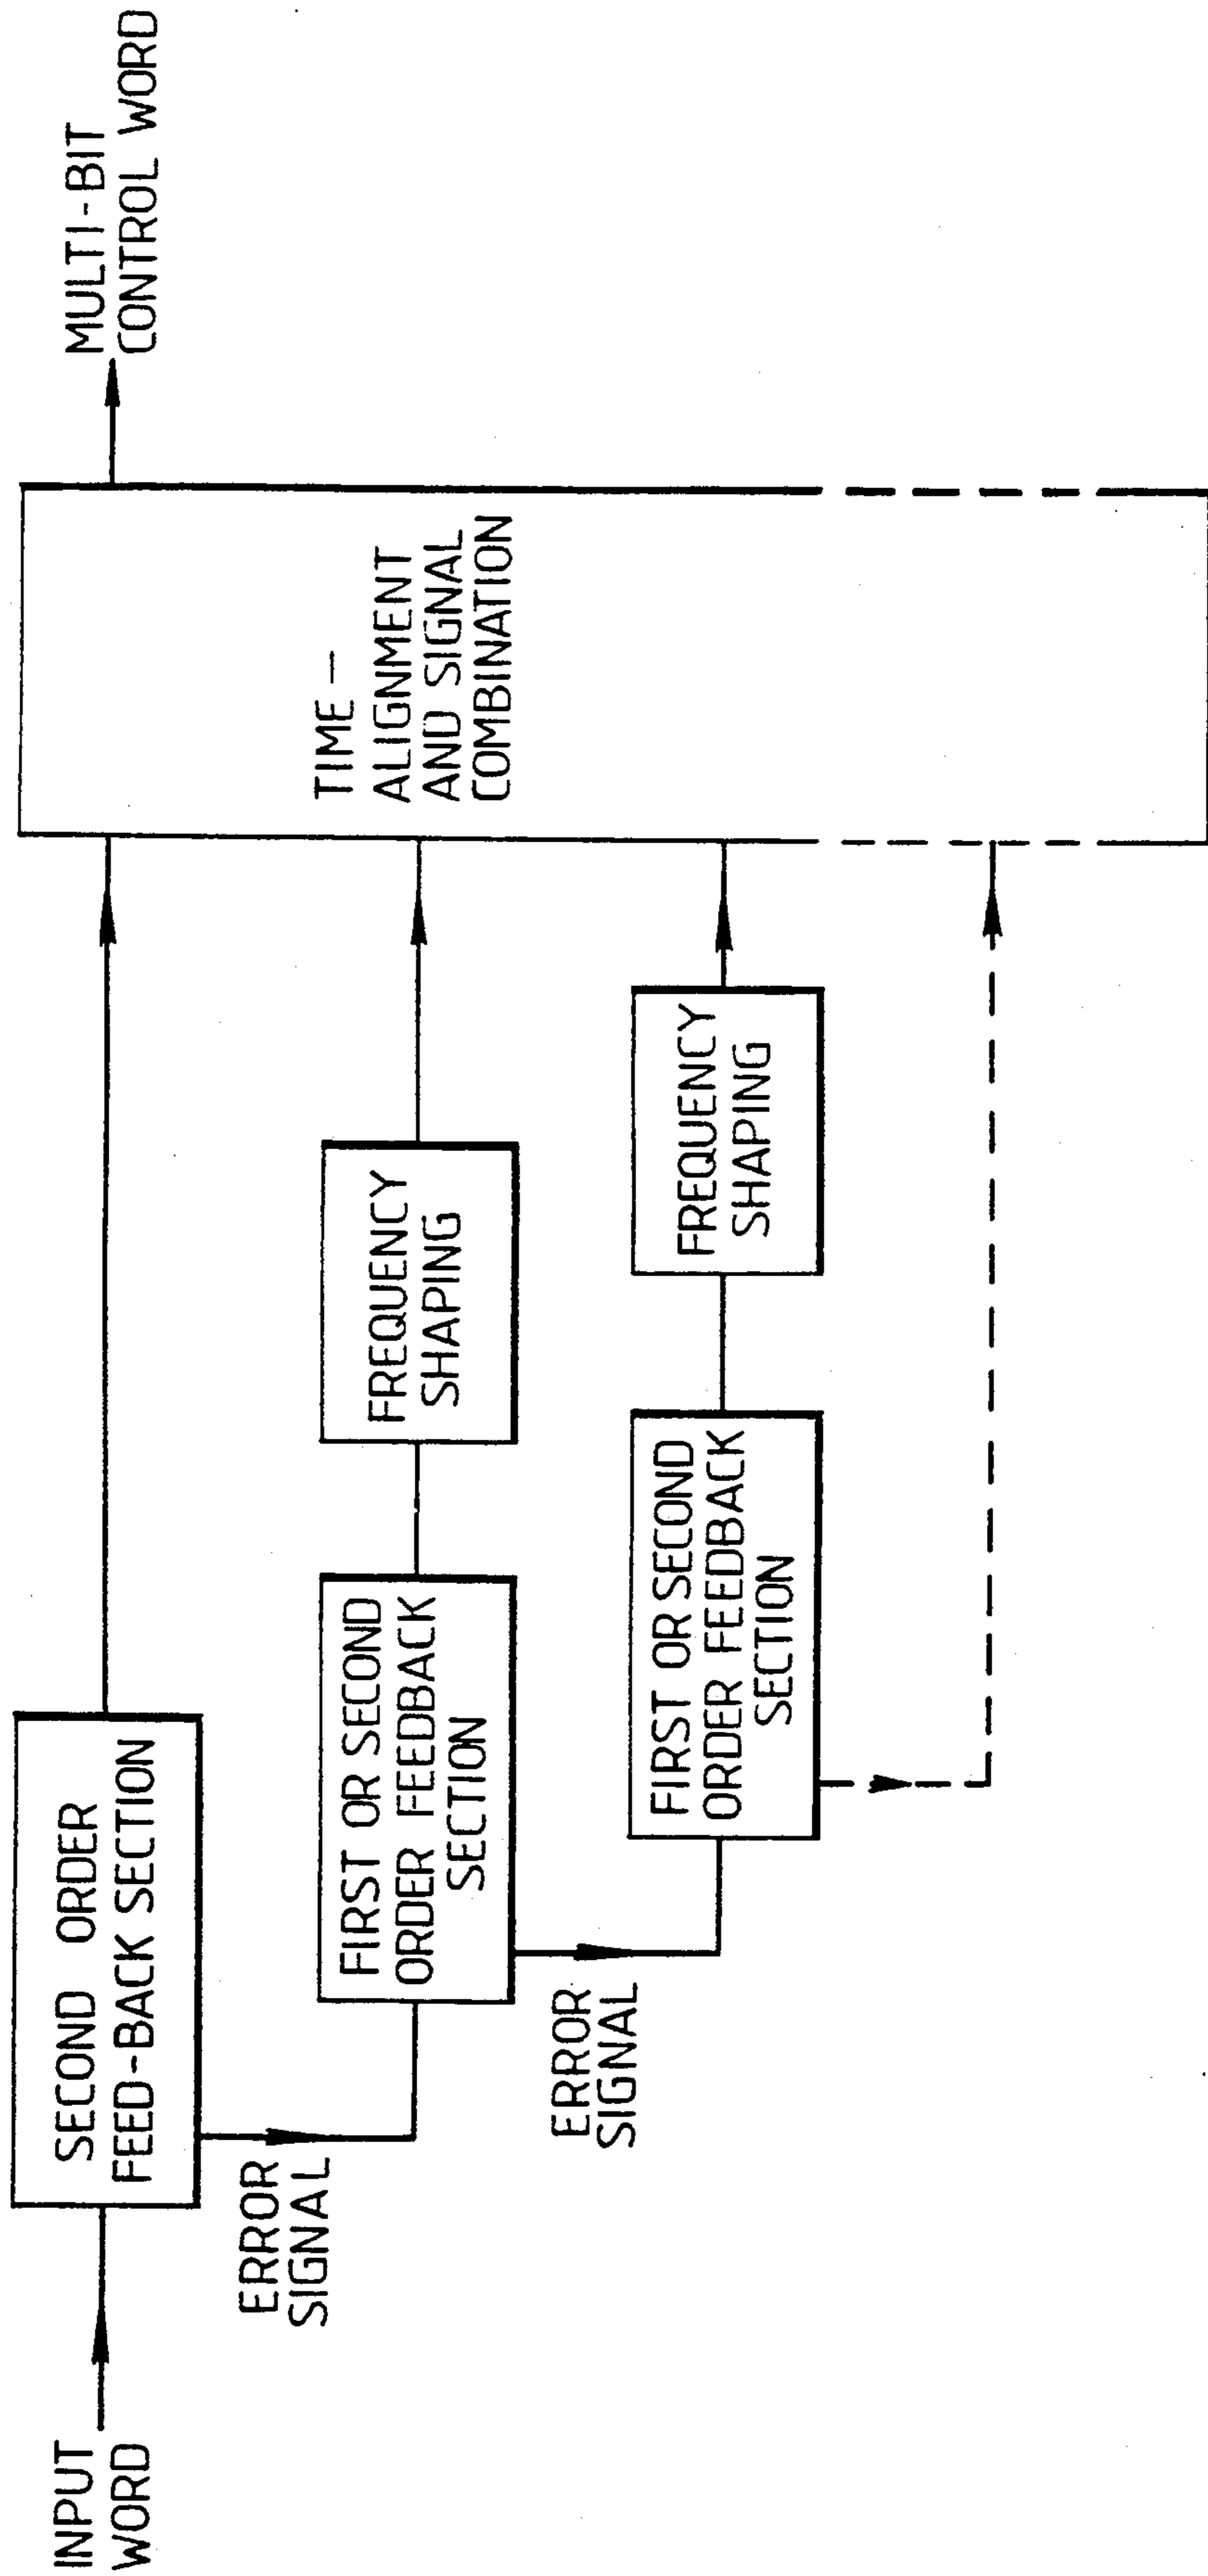 INPUT
WORD
SECOND ORDER
FEED-BACK SECTION
MULTI-BIT
CONTROL WORD
ERROR
SIGNAL
FIRST OR SECOND
ORDER FEEDBACK
SECTION
FREQUENCY
SHAPING
TIME –
ALIGNMENT
AND SIGNAL
COMBINATION
ERROR
SIGNAL
FIRST OR SECOND
ORDER FEEDBACK
SECTION
FREQUENCY
SHAPING